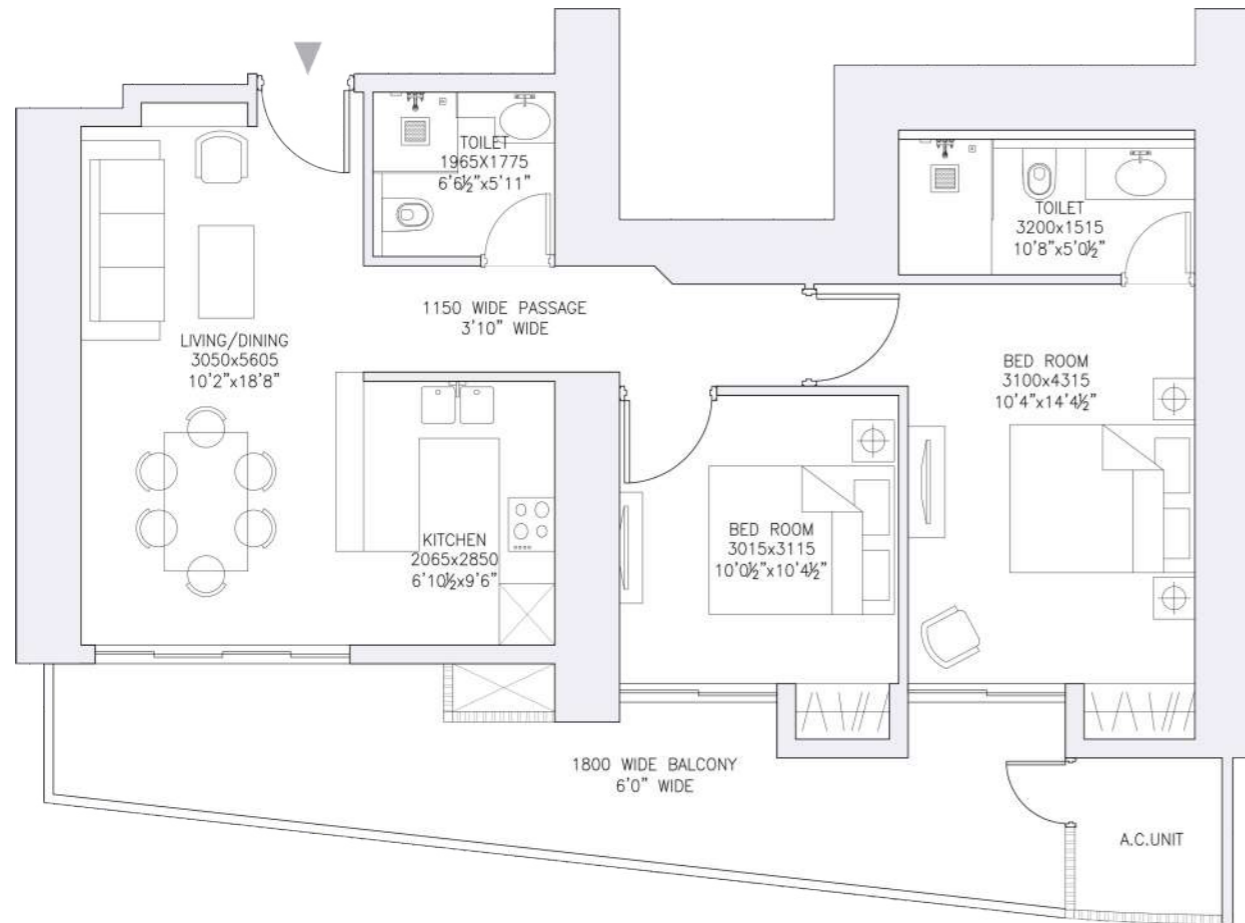 TOILET
1965X1775
6'6½"x5'11"
TOILET
3200x1515
10'8"x5'0½"
1150 WIDE PASSAGE
3'10" WIDE
LIVING/DINING
3050x5605
10'2"x18'8"
BED ROOM
3100x4315
10'4"x14'4½"
KITCHEN
2065x2850
6'10½x9'6"
BED ROOM
3015x3115
10'0½"x10'4½"
1800 WIDE BALCONY
6'0" WIDE
A.C.UNIT